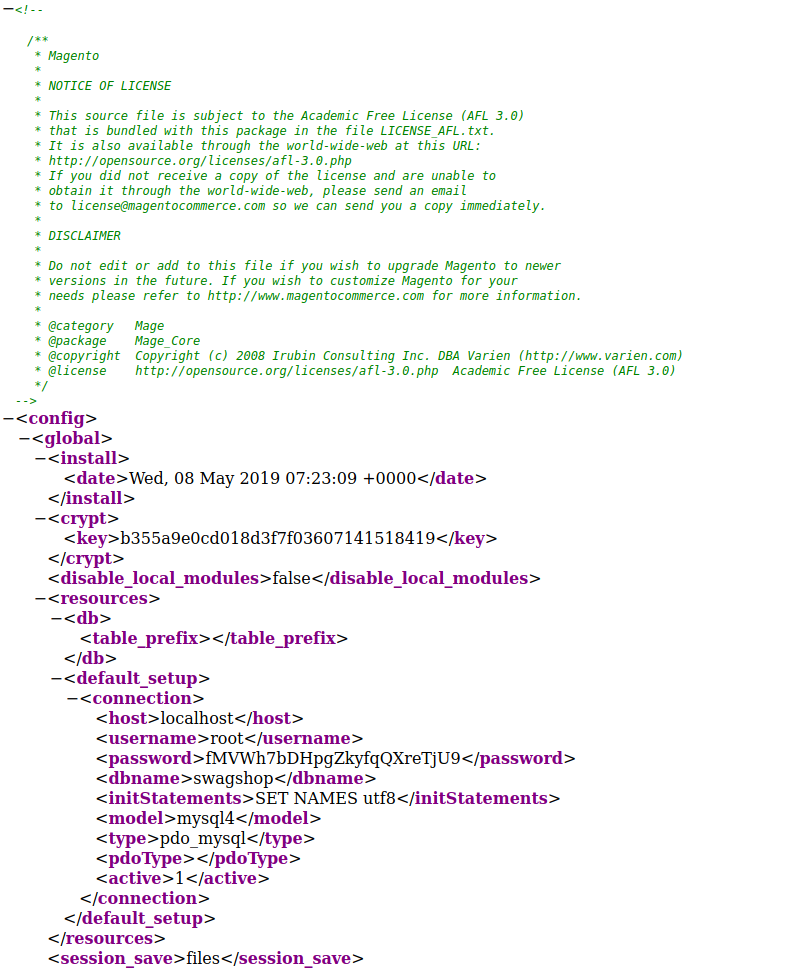 −<!--
/**
* Magento
*
* NOTICE OF LICENSE
*
* This source file is subject to the Academic Free License (AFL 3.0)
* that is bundled with this package in the file LICENSE_AFL.txt.
* It is also available through the world-wide-web at this URL:
* http://opensource.org/licenses/afl-3.0.php
* If you did not receive a copy of the license and are unable to
* obtain it through the world-wide-web, please send an email
* to license@magentocommerce.com so we can send you a copy immediately.
*
* DISCLAIMER
*
* Do not edit or add to this file if you wish to upgrade Magento to newer
* versions in the future. If you wish to customize Magento for your
* needs please refer to http://www.magentocommerce.com for more information.
*
* @category   Mage
* @package    Mage_Core
* @copyright  Copyright (c) 2008 Irubin Consulting Inc. DBA Varien (http://www.varien.com)
* @license    http://opensource.org/licenses/afl-3.0.php  Academic Free License (AFL 3.0)
*/
-->
−<config>
−<global>
−<install>
<date>Wed, 08 May 2019 07:23:09 +0000</date>
</install>
−<crypt>
<key>b355a9e0cd018d3f7f03607141518419</key>
</crypt>
<disable_local_modules>false</disable_local_modules>
−<resources>
−<db>
<table_prefix></table_prefix>
</db>
−<default_setup>
−<connection>
<host>localhost</host>
<username>root</username>
<password>fMVWh7bDHpgZkyfqQXreTjU9</password>
<dbname>swagshop</dbname>
<initStatements>SET NAMES utf8</initStatements>
<model>mysql4</model>
<type>pdo_mysql</type>
<pdoType></pdoType>
<active>1</active>
</connection>
</default_setup>
</resources>
<session_save>files</session_save>